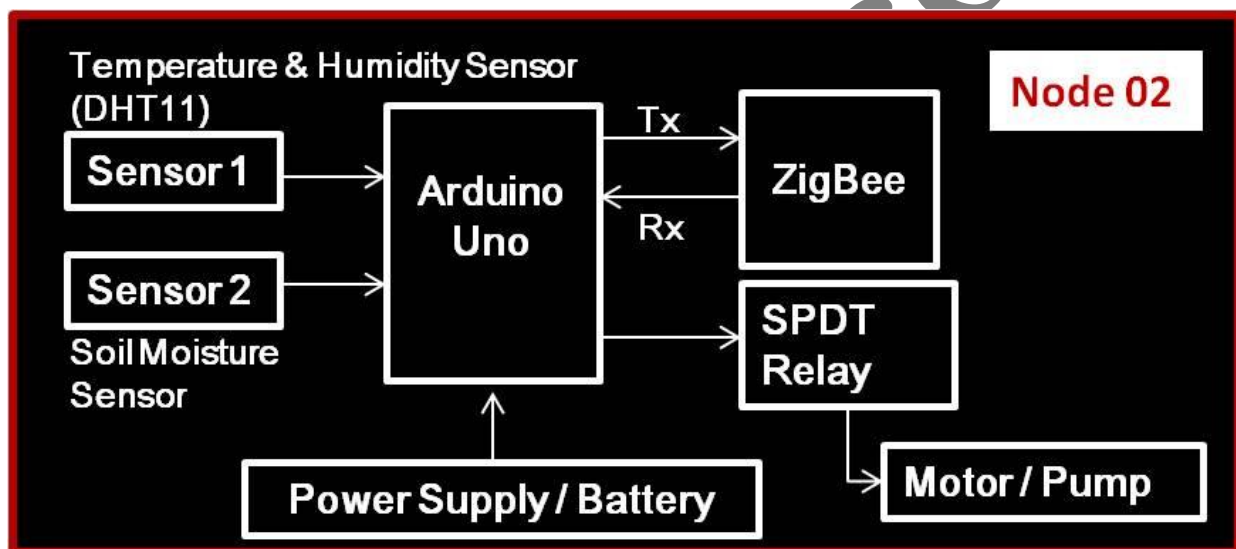 Temperature & Humidity Sensor
(DHT11)
Node 02
Sensor 1
Arduino
Uno
Tx
Rx
ZigBee
Sensor 2
Soil Moisture
Sensor
SPDT
Relay
Power Supply / Battery
Motor / Pump